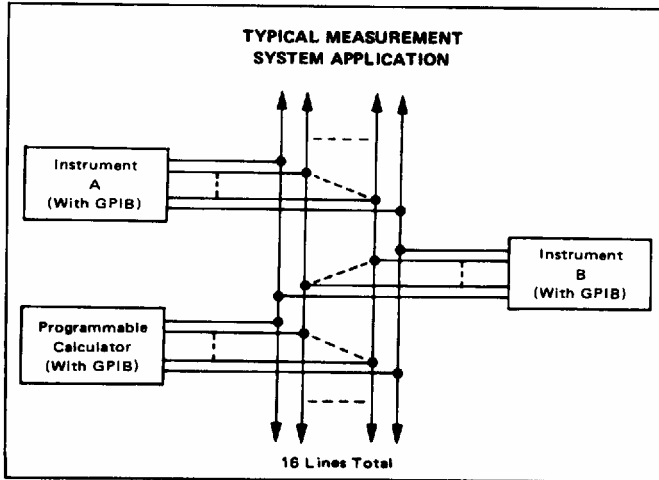 TYPICAL MEASUREMENT
SYSTEM APPLICATION
Instrument
A
(With GPIB)
Instrument
B
(With GPIB)
Programmable
Calculator
(With GPIB)
16 Lines Total